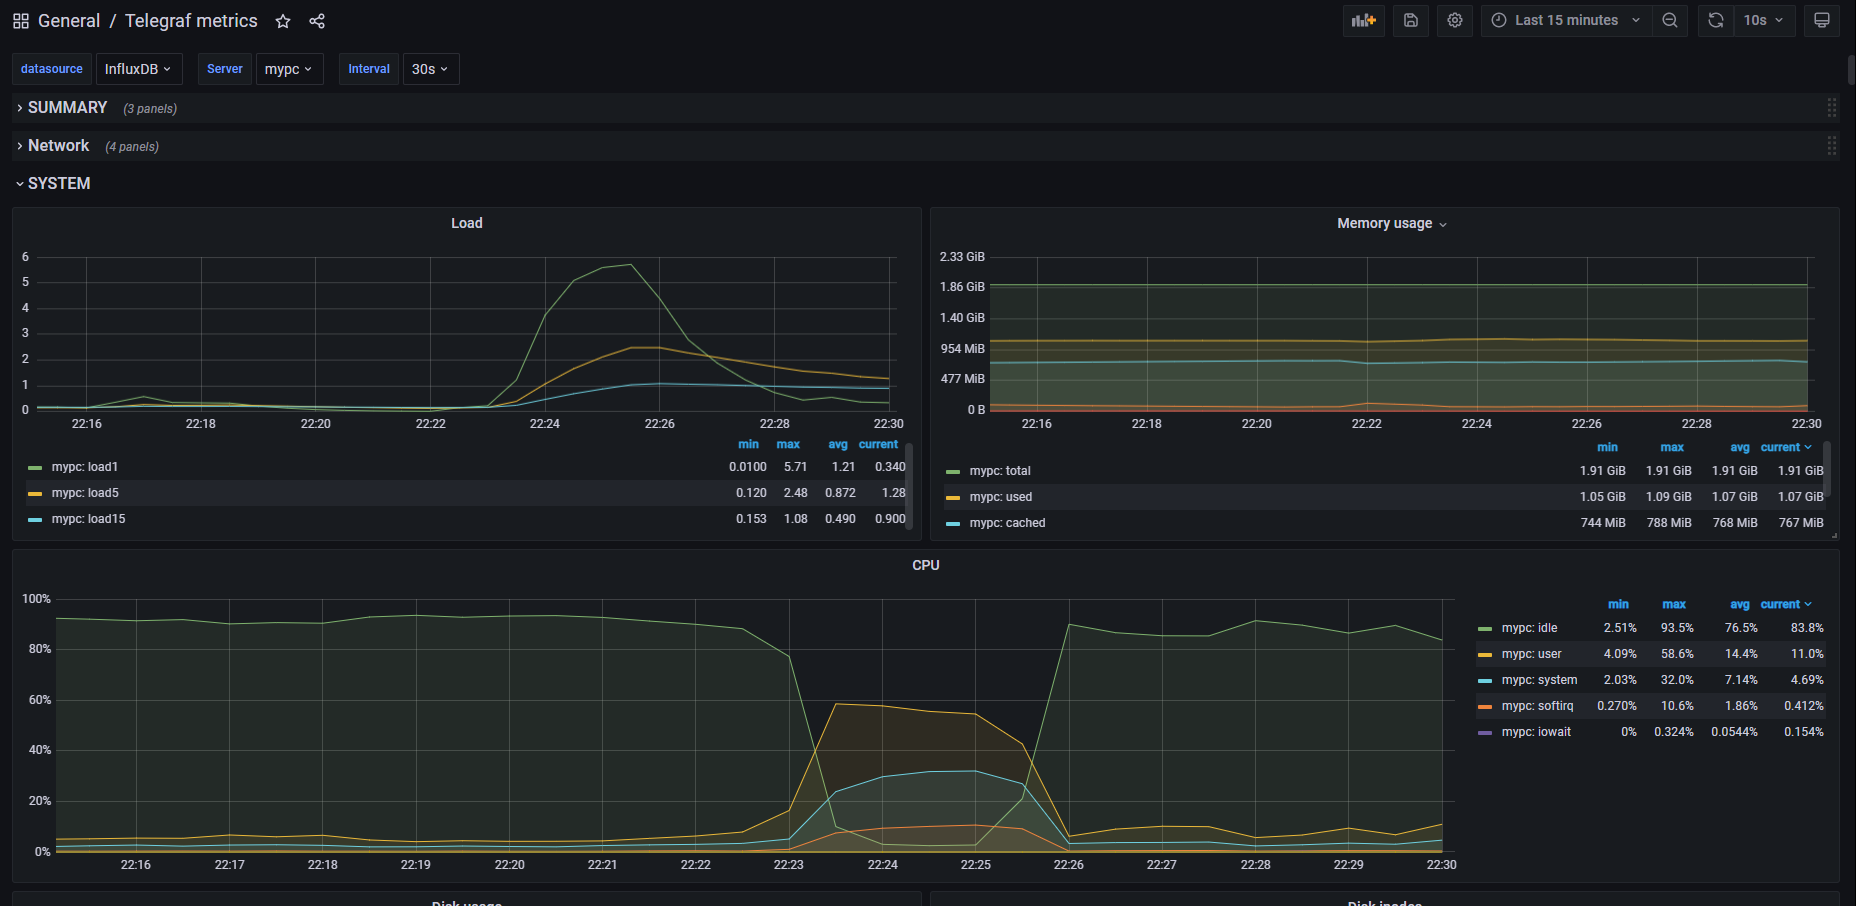 General / Telegraf metrics
Last 15 minutes
10s
datasource InfluxDB Server mypc Interval 30s
SUMMARY (3 panels)
Network (4 panels)
SYSTEM
Load
6
5
4
3
2
1
0
22:16 22:18 22:20 22:22 22:24 22:26 22:28 22:30
min max avg current
mypc: load1 0.0100 5.71 1.21 0.340
mypc: load5 0.120 2.48 0.872 1.28
mypc: load15 0.153 1.08 0.490 0.900
Memory usage
2.33 GiB
1.86 GiB
1.40 GiB
954 MiB
477 MiB
0 B
22:16 22:18 22:20 22:22 22:24 22:26 22:28 22:30
min max avg current
mypc: total 1.91 GiB 1.91 GiB 1.91 GiB 1.91 GiB
mypc: used 1.05 GiB 1.09 GiB 1.07 GiB 1.07 GiB
mypc: cached 744 MiB 788 MiB 768 MiB 767 MiB
CPU
100%
80%
60%
40%
20%
0%
22:16 22:17 22:18 22:19 22:20 22:21 22:22 22:23 22:24 22:25 22:26 22:27 22:28 22:29 22:30
min max avg current
mypc: idle 2.51% 93.5% 76.5% 83.8%
mypc: user 4.09% 58.6% 14.4% 11.0%
mypc: system 2.03% 32.0% 7.14% 4.69%
mypc: softirq 0.270% 10.6% 1.86% 0.412%
mypc: iowait 0% 0.324% 0.0544% 0.154%
Disk usage
Disk inodes